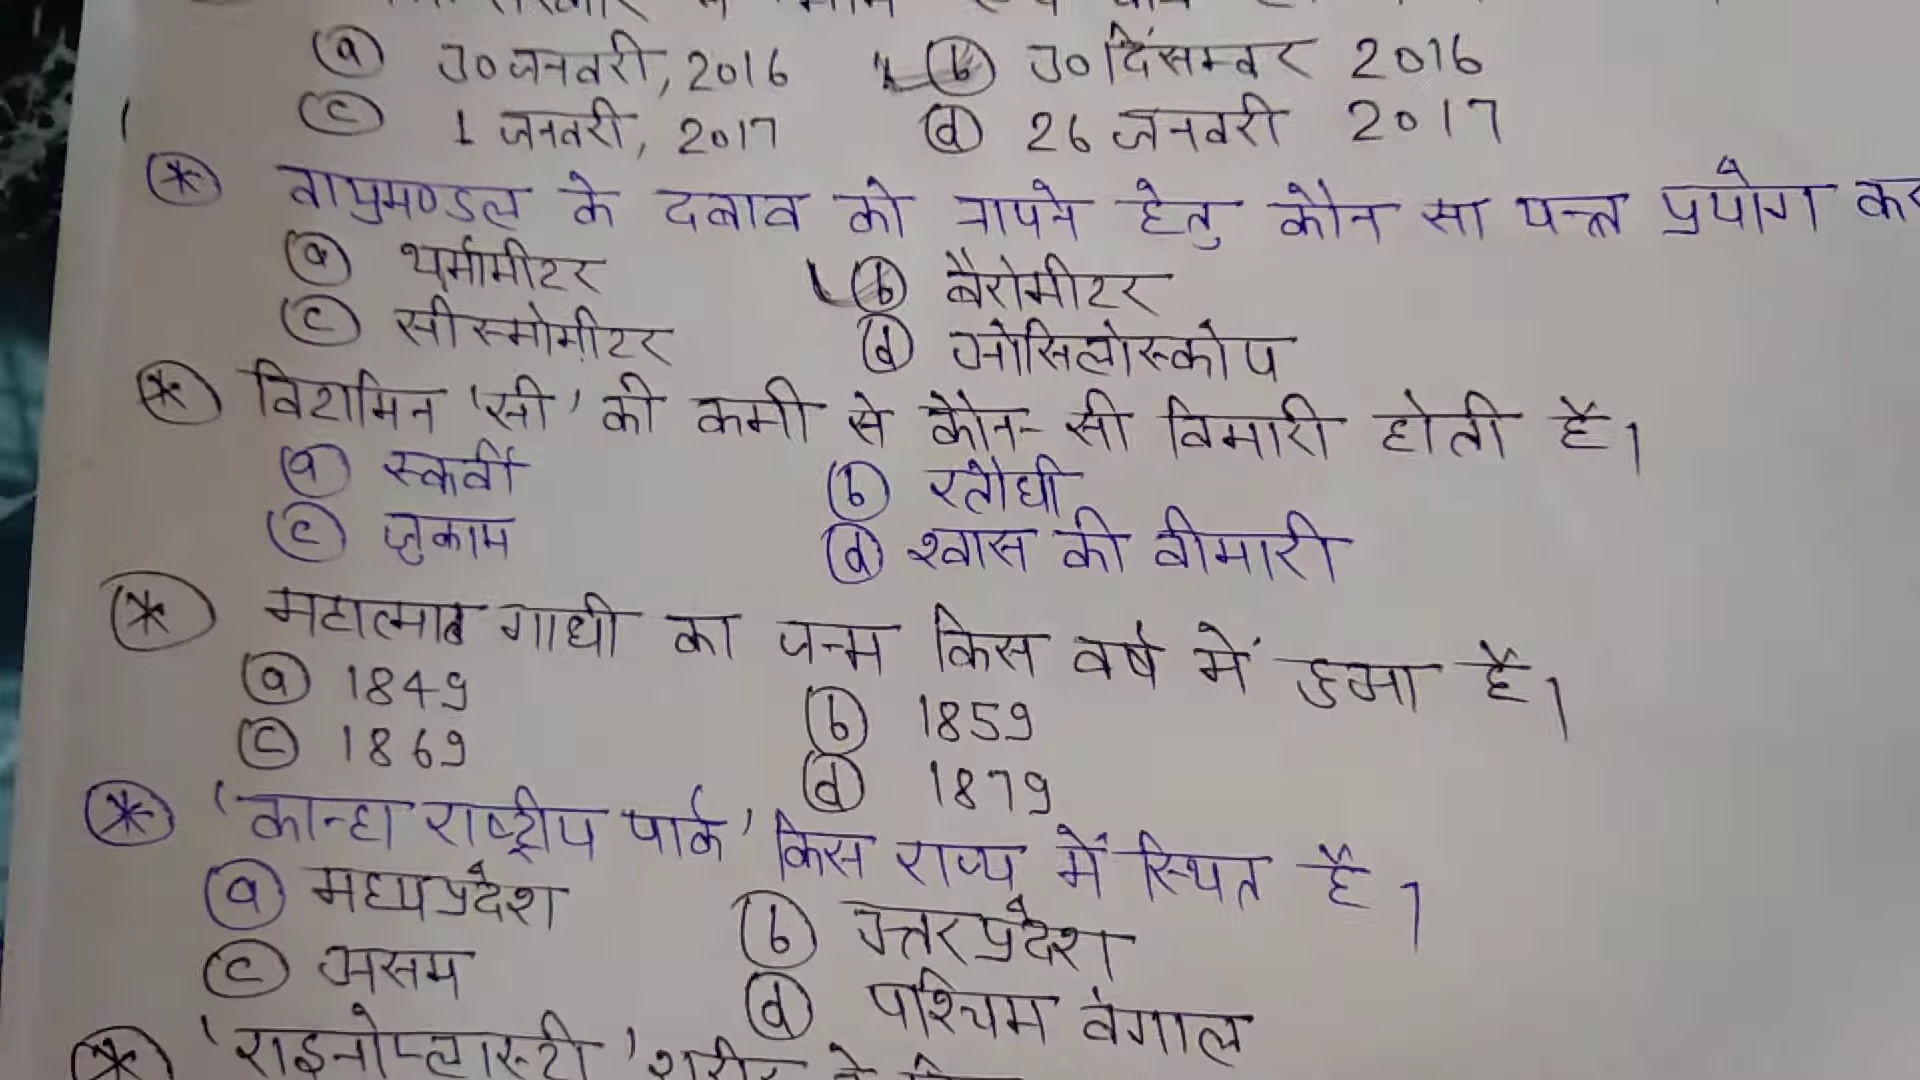 (a) 30 जनवरी, 2016 (b) 30 दिसम्बर 2016
(c) 1 जनवरी, 2017 (d) 26 जनवरी 2017
* वायुमण्डल के दबाव को नापने हेतु कौन सा यन्त्र प्रयोग
(a) थर्मामीटर (b) बैरोमीटर
(c) सीस्मोमीटर (d) ओसिलोस्कोप
* विटामिन 'सी' की कमी से कौन-सी विमारी होती है।
(a) स्कर्वी (b) रतौधी
(c) जुकाम (d) श्वास की बीमारी
* गाधी का जन्म किस वर्ष में हुआ है।
(a) 1849 (b) 1859
(c) 1869 (d) 1879
* 'कान्हा राष्ट्रीय पार्क' किस राज्य में स्थित है।
(a) मध्यप्रदेश (b) उत्तरप्रदेश
(c) असम (d) पश्चिम वंगाल
* 'राइनोप्लास्टी' शरीर के